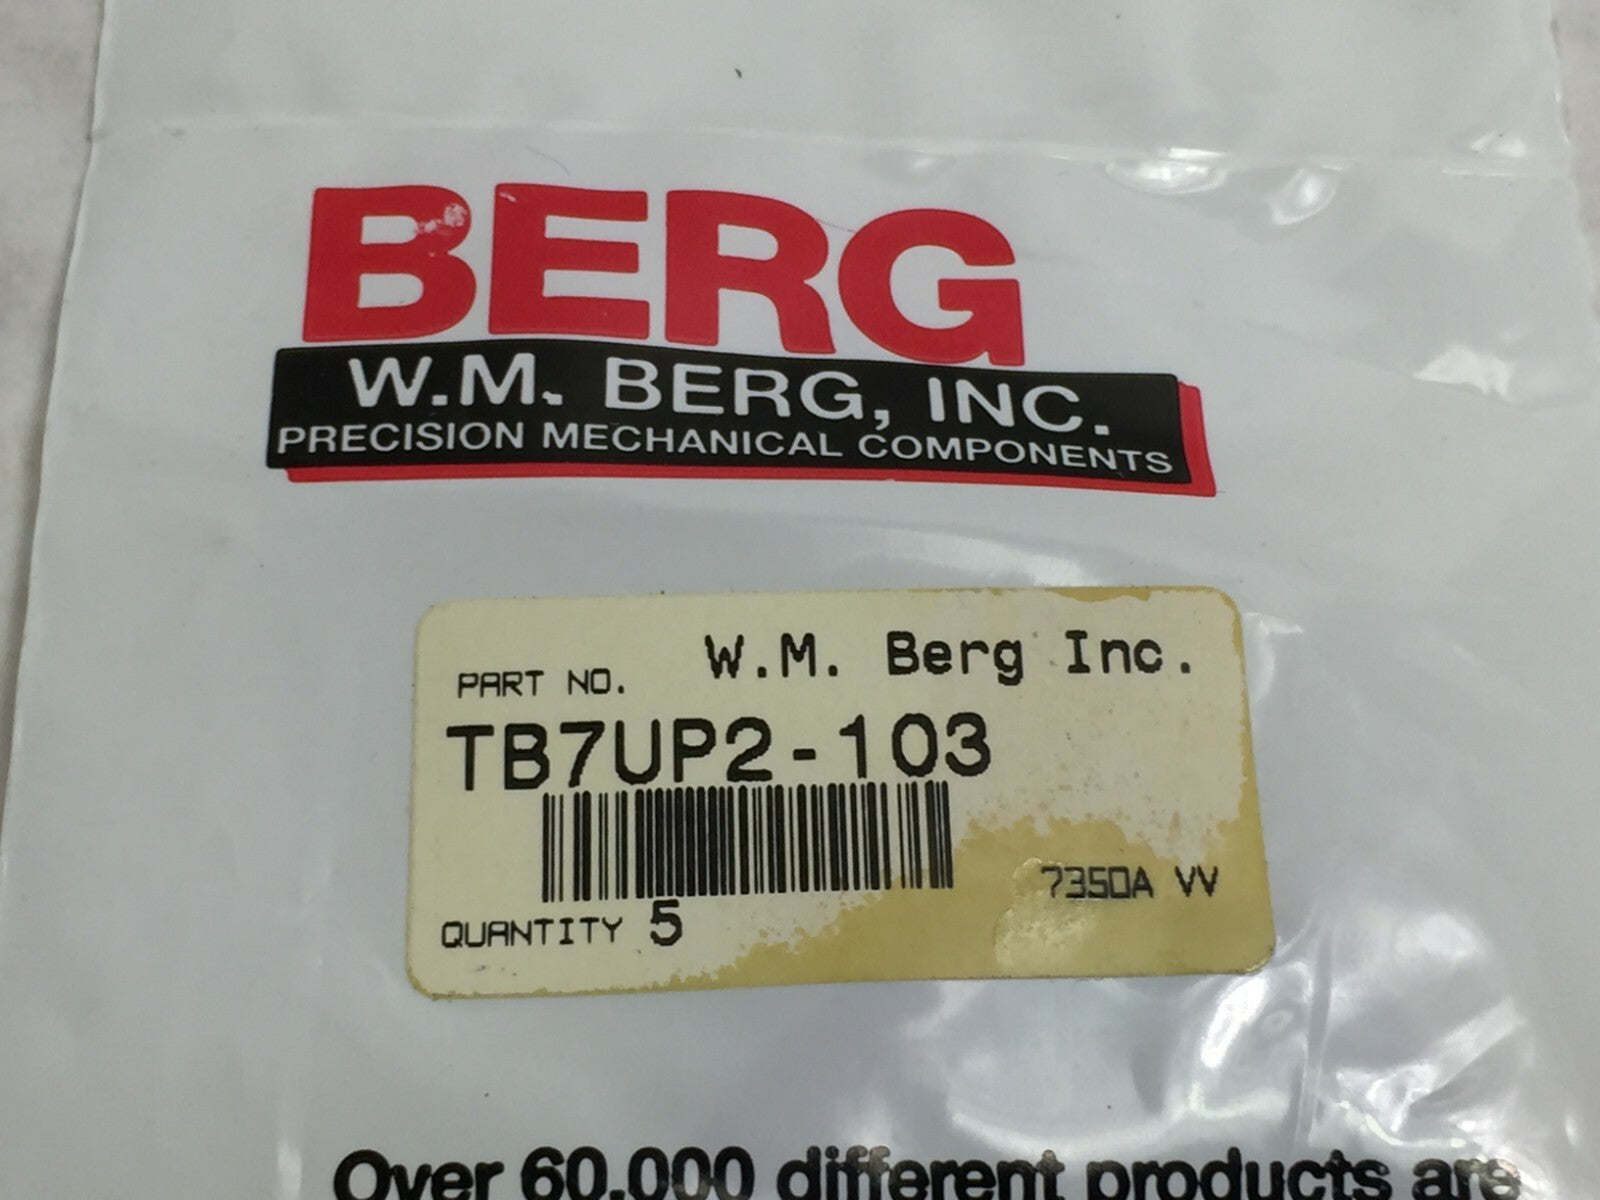 BERG
W.M. BERG, INC.
PRECISION MECHANICAL COMPONENTS
W.M. Berg Inc.
PART NO.
TB7UP2-103
7350A VV
QUANTITY 5
Over 60,000 different products are